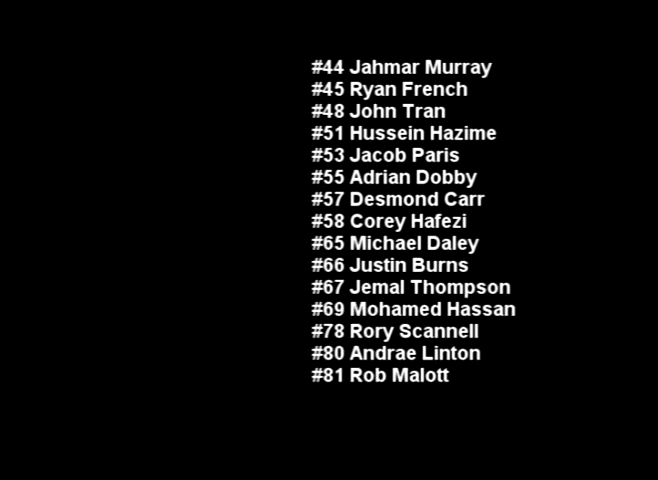 #44 Jahmar Murray
#45 Ryan French
#48 John Tran
#51 Hussein Hazime
#53 Jacob Paris
#55 Adrian Dobby
#57 Desmond Carr
#58 Corey Hafezi
#65 Michael Daley
#66 Justin Burns
#67 Jemal Thompson
#69 Mohamed Hassan
#78 Rory Scannell
#80 Andrae Linton
#81 Rob Malott